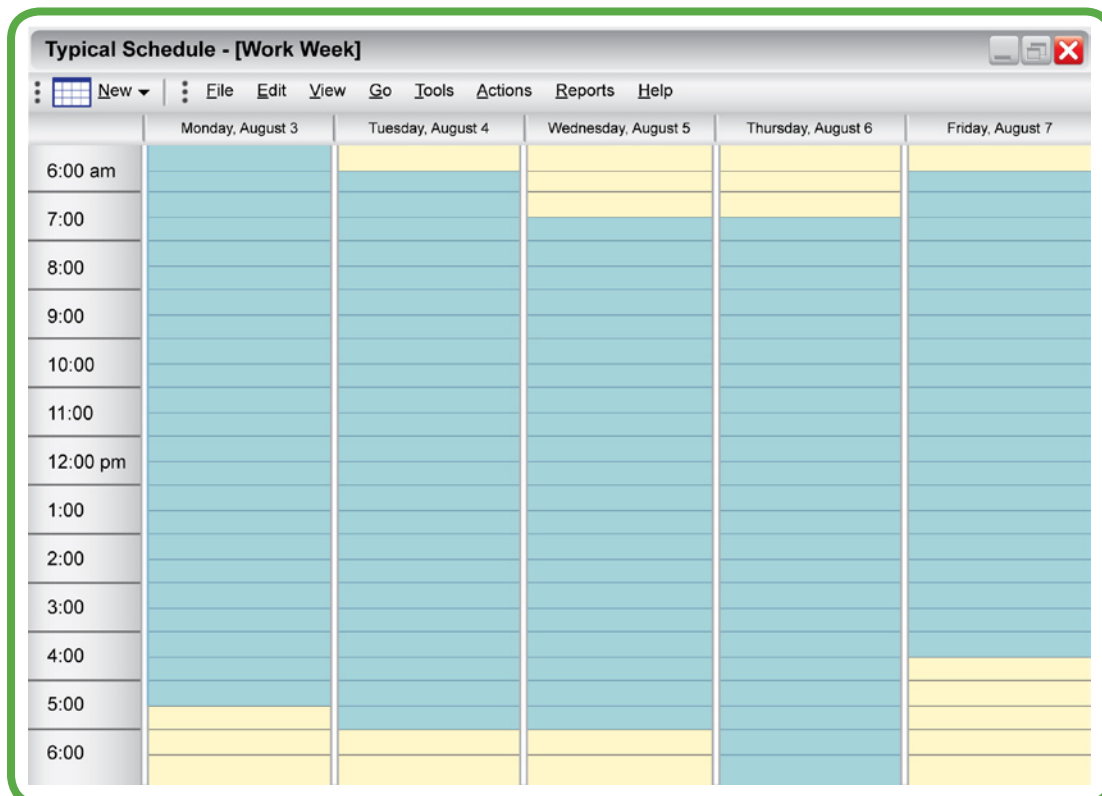 Typical Schedule - [Work Week]
New File Edit View Go Tools Actions Reports Help
Monday, August 3 Tuesday, August 4 Wednesday, August 5 Thursday, August 6 Friday, August 7
6:00 am
7:00
8:00
9:00
10:00
11:00
12:00 pm
1:00
2:00
3:00
4:00
5:00
6:00